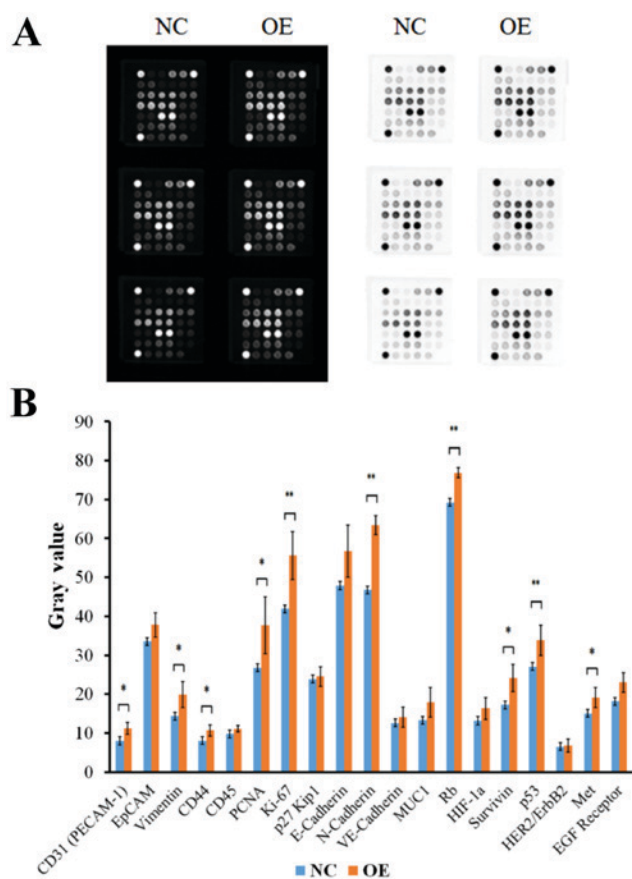 A
NC OE NC OE
B
Gray value
90
80
70
60
50
40
30
20
10
0
* * * * ** ** ** * ** *
CD31 (PECAM-1)
EpCAM
Vimentin
CD44
CD45
PCNA
Ki-67
p27 Kip1
E-Cadherin
N-Cadherin
VE-Cadherin
MUC1
Rb
HIF-1a
Survivin
p53
HER2/ErbB2
Met
EGF Receptor
NC OE